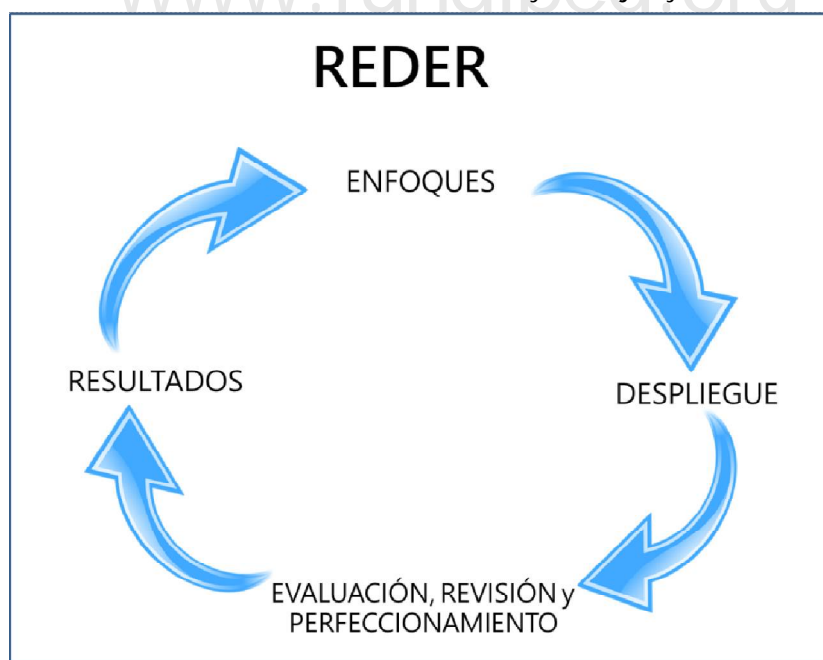 REDER
ENFOQUES
DESPLIEGUE
EVALUACIÓN, REVISIÓN y
PERFECCIONAMIENTO
RESULTADOS